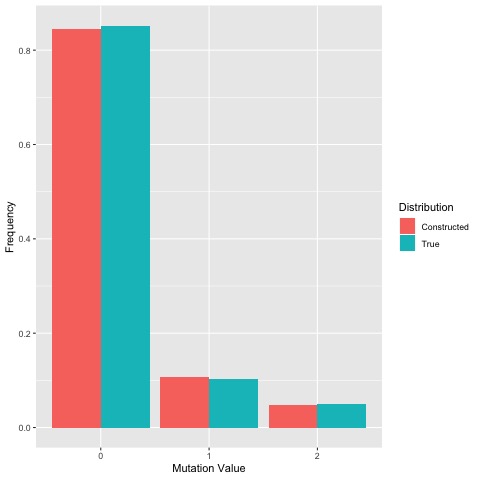 0.8
0.6
0.4
0.2
0.0
0 1 2
Mutation Value
Frequency
Distribution
Constructed
True